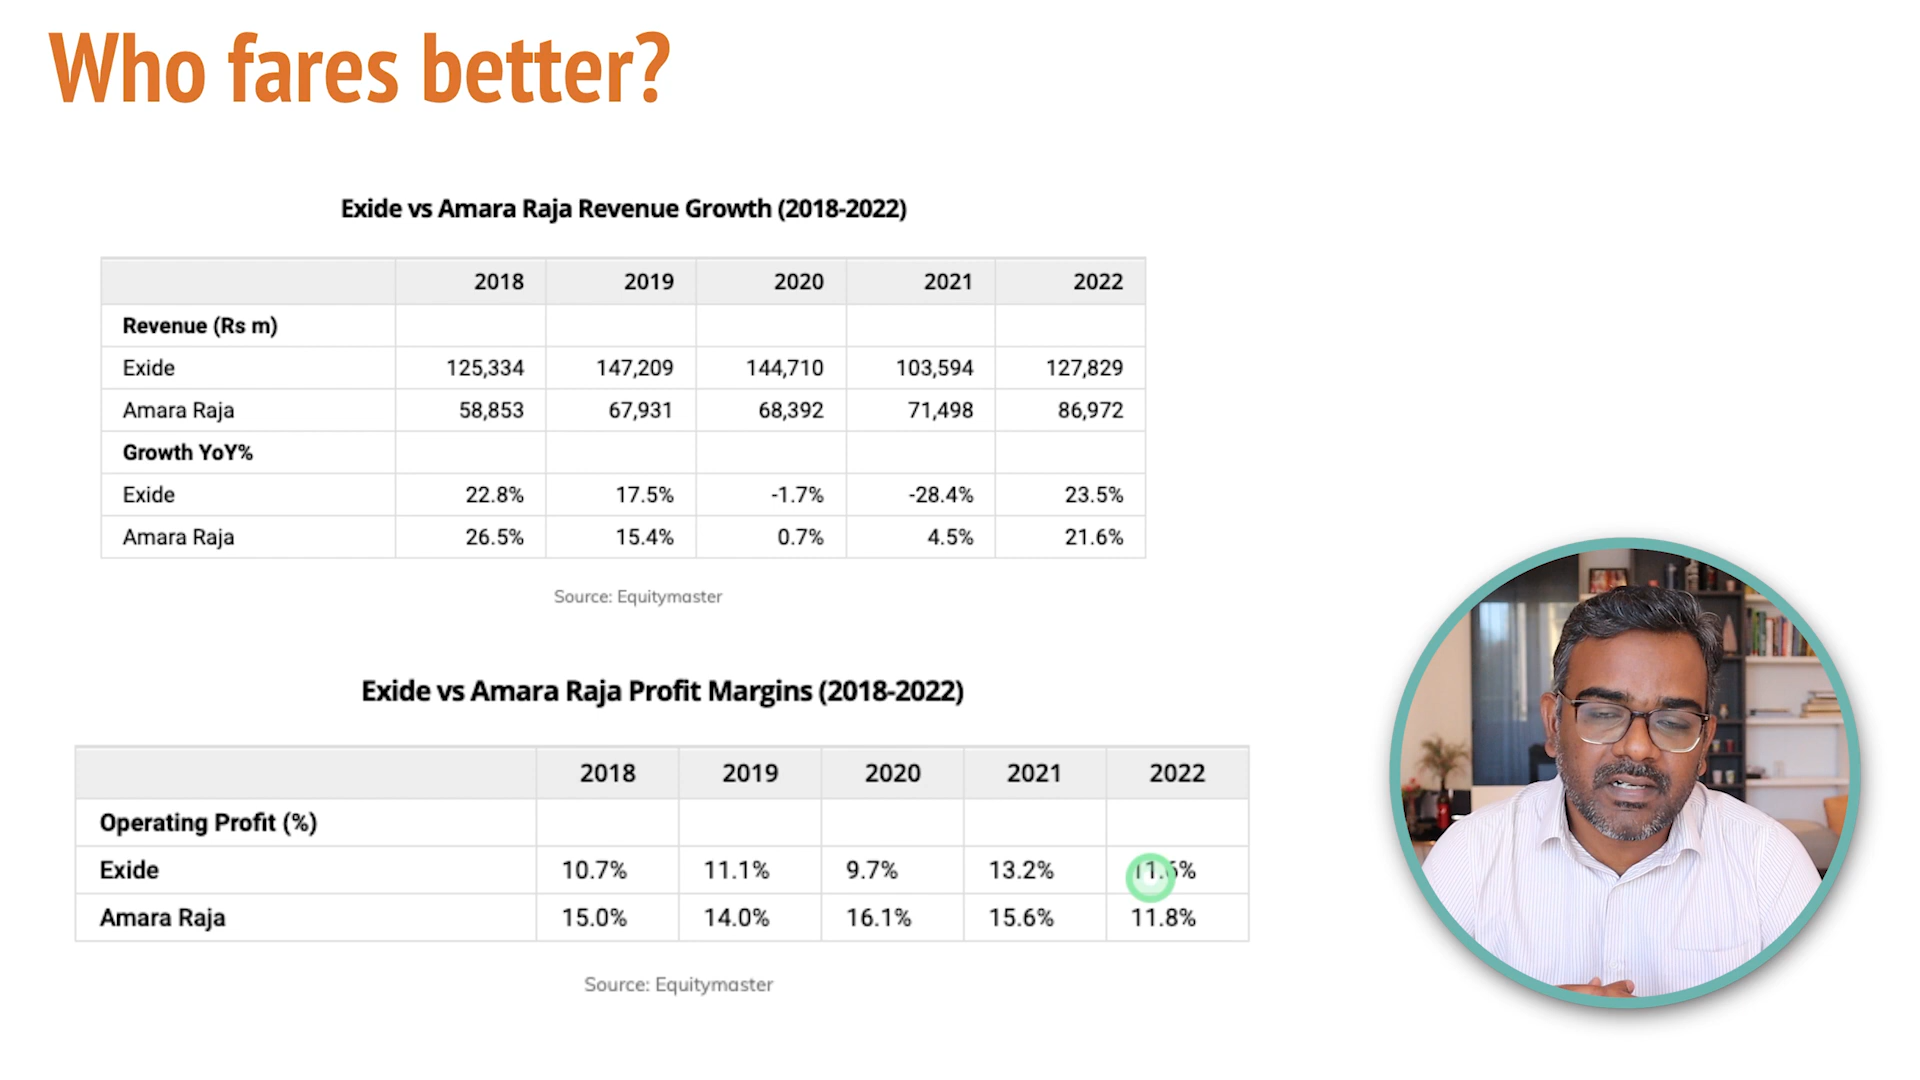 Who fares better?
Exide vs Amara Raja Revenue Growth (2018-2022)
2018 2019 2020 2021 2022
Revenue (Rs m)
Exide 125,334 147,209 144,710 103,594 127,829
Amara Raja 58,853 67,931 68,392 71,498 86,972
Growth YoY%
Exide 22.8% 17.5% -1.7% -28.4% 23.5%
Amara Raja 26.5% 15.4% 0.7% 4.5% 21.6%
Source: Equitymaster
Exide vs Amara Raja Profit Margins (2018-2022)
2018 2019 2020 2021 2022
Operating Profit (%)
Exide 10.7% 11.1% 9.7% 13.2% 11.6%
Amara Raja 15.0% 14.0% 16.1% 15.6% 11.8%
Source: Equitymaster